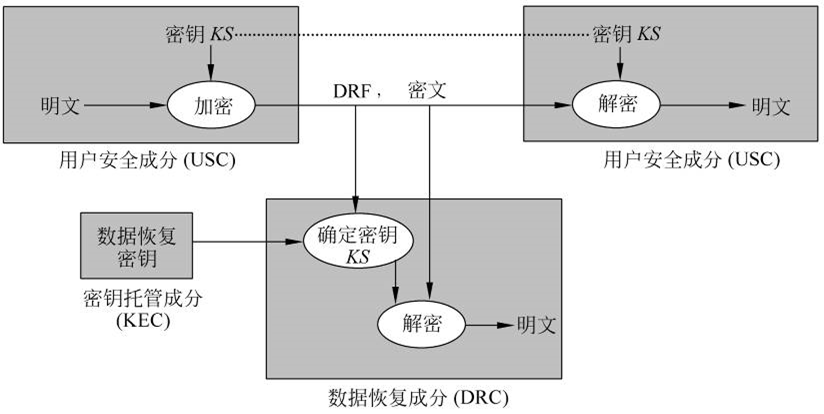 密钥 KS
密钥 KS
明文
加密
DRF， 密文
解密
明文
用户安全成分 (USC)
用户安全成分 (USC)
数据恢复
密钥
确定密钥
KS
密钥托管成分
(KEC)
解密
明文
数据恢复成分 (DRC)